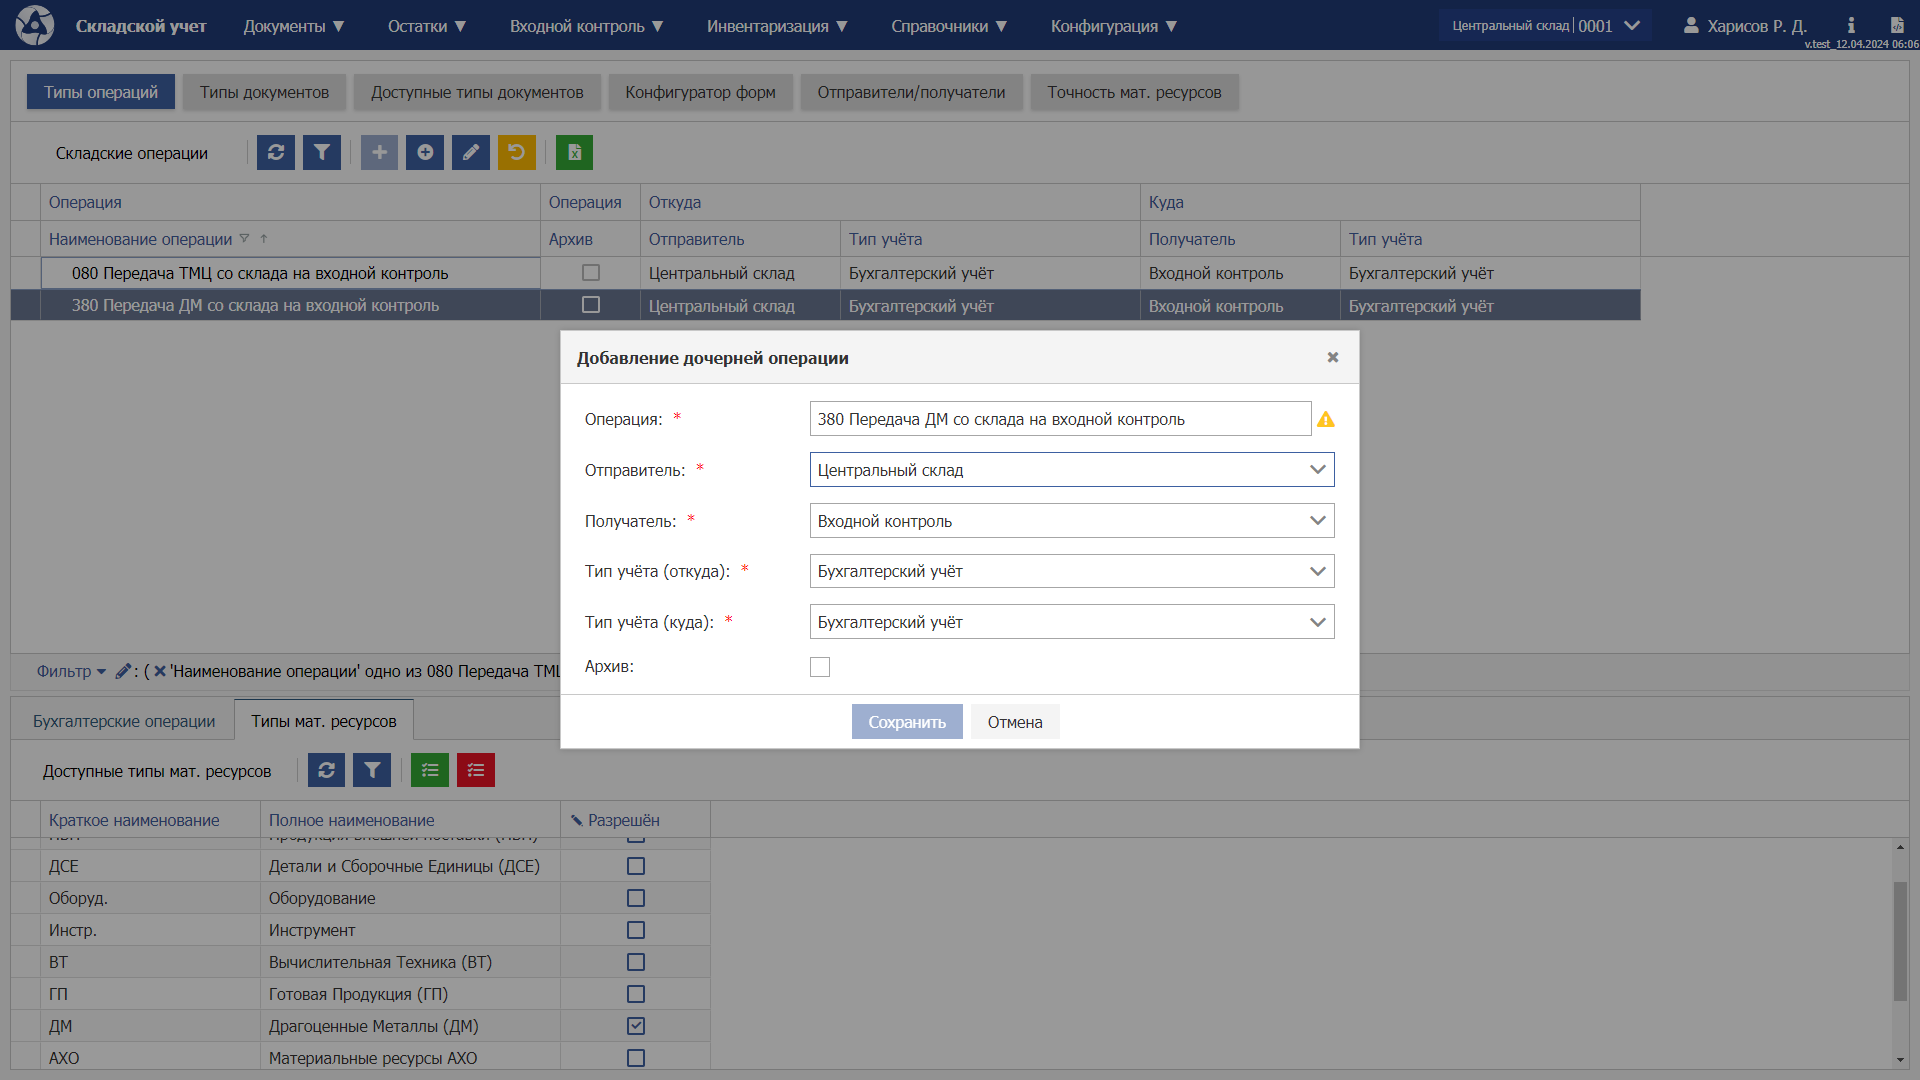 Складской учет Документы ▼ Остатки ▼ Входной контроль ▼ Инвентаризация ▼ Справочники ▼ Конфигурация ▼ Центральный склад | 0001 Харисов Р. Д.
v.test_12.04.2024 06:06
Типы операций Типы документов Доступные типы документов Конфигуратор форм Отправители/получатели Точность мат. ресурсов
Складские операции
Операция Операция Откуда Куда
Наименование операции Архив Отправитель Тип учёта Получатель Тип учёта
080 Передача ТМЦ со склада на входной контроль Центральный склад Бухгалтерский учёт Входной контроль Бухгалтерский учёт
380 Передача ДМ со склада на входной контроль Центральный склад Бухгалтерский учёт Входной контроль Бухгалтерский учёт
Добавление дочерней операции
Операция: * 380 Передача ДМ со склада на входной контроль
Отправитель: * Центральный склад
Получатель: * Входной контроль
Тип учёта (откуда): * Бухгалтерский учёт
Тип учёта (куда): * Бухгалтерский учёт
Архив:
Сохранить Отмена
Фильтр : ( 'Наименование операции' одно из 080 Передача ТМЦ
Бухгалтерские операции Типы мат. ресурсов
Доступные типы мат. ресурсов
Краткое наименование Полное наименование Разрешён
ДСЕ Детали и Сборочные Единицы (ДСЕ)
Оборуд. Оборудование
Инстр. Инструмент
ВТ Вычислительная Техника (ВТ)
ГП Готовая Продукция (ГП)
ДМ Драгоценные Металлы (ДМ)
АХО Материальные ресурсы АХО